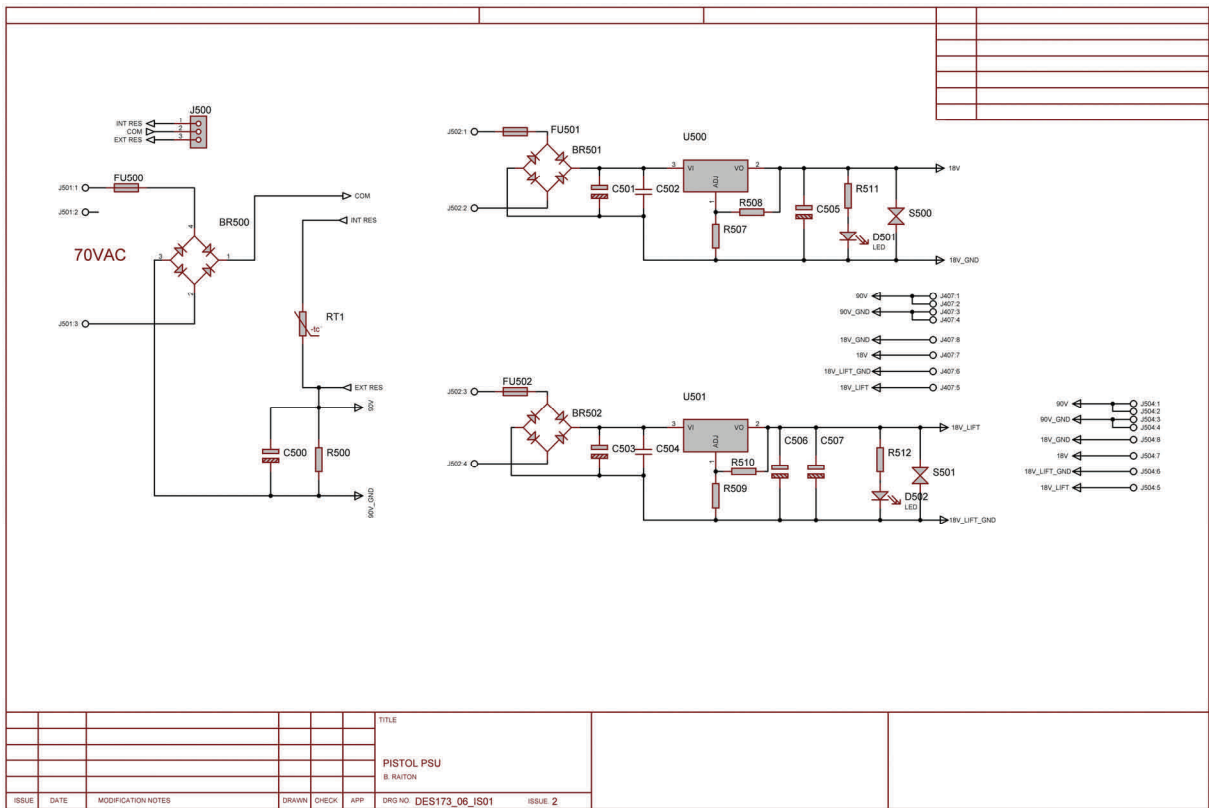 J500
INT RES 1
COM 2
EXT RES 3
FU500
J501:1
J501:2
70VAC
BR500
4
3
1
2
J501:3
COM
INT RES
RT1
-tc
EXT RES
90V
C500
R500
90V_GND
J502:1
FU501
BR501
J502:2
C501
C502
U500
3
VI
VO
2
ADJ
1
R508
R507
C505
R511
D501
LED
S500
18V
18V_GND
90V J407:1
J407:2
90V_GND J407:3
J407:4
18V_GND J407:8
18V J407:7
18V_LIFT_GND J407:6
18V_LIFT J407:5
J502:3
FU502
BR502
J502:4
C503
C504
U501
3
VI
VO
2
ADJ
1
R510
R509
C506
C507
R512
D502
LED
S501
18V_LIFT
18V_LIFT_GND
90V J504:1
J504:2
90V_GND J504:3
J504:4
18V_GND J504:8
18V J504:7
18V_LIFT_GND J504:6
18V_LIFT J504:5
TITLE
PISTOL PSU
B. RAITON
ISSUE DATE MODIFICATION NOTES DRAWN CHECK APP DRG NO. DES173_06_IS01 ISSUE 2